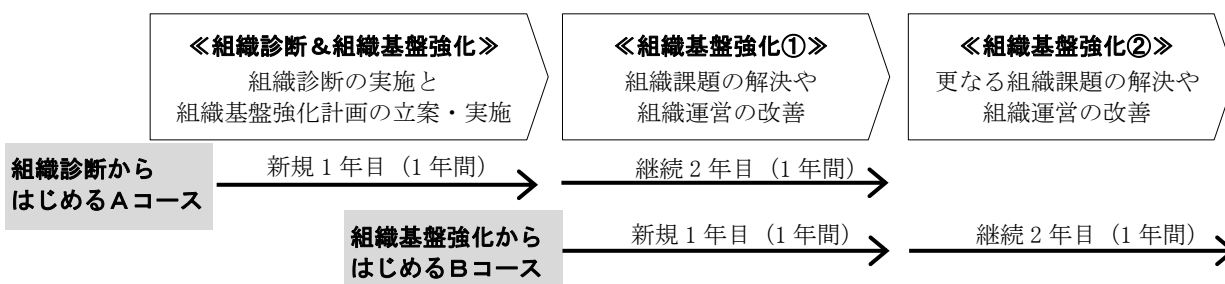 ≪組織診断＆組織基盤強化≫
組織診断の実施と
組織基盤強化計画の立案・実施
≪組織基盤強化①≫
組織課題の解決や
組織運営の改善
≪組織基盤強化②≫
更なる組織課題の解決や
組織運営の改善
組織診断から
はじめるＡコース
新規１年目（１年間）
継続２年目（１年間）
組織基盤強化から
はじめるＢコース
新規１年目（１年間）
継続２年目（１年間）